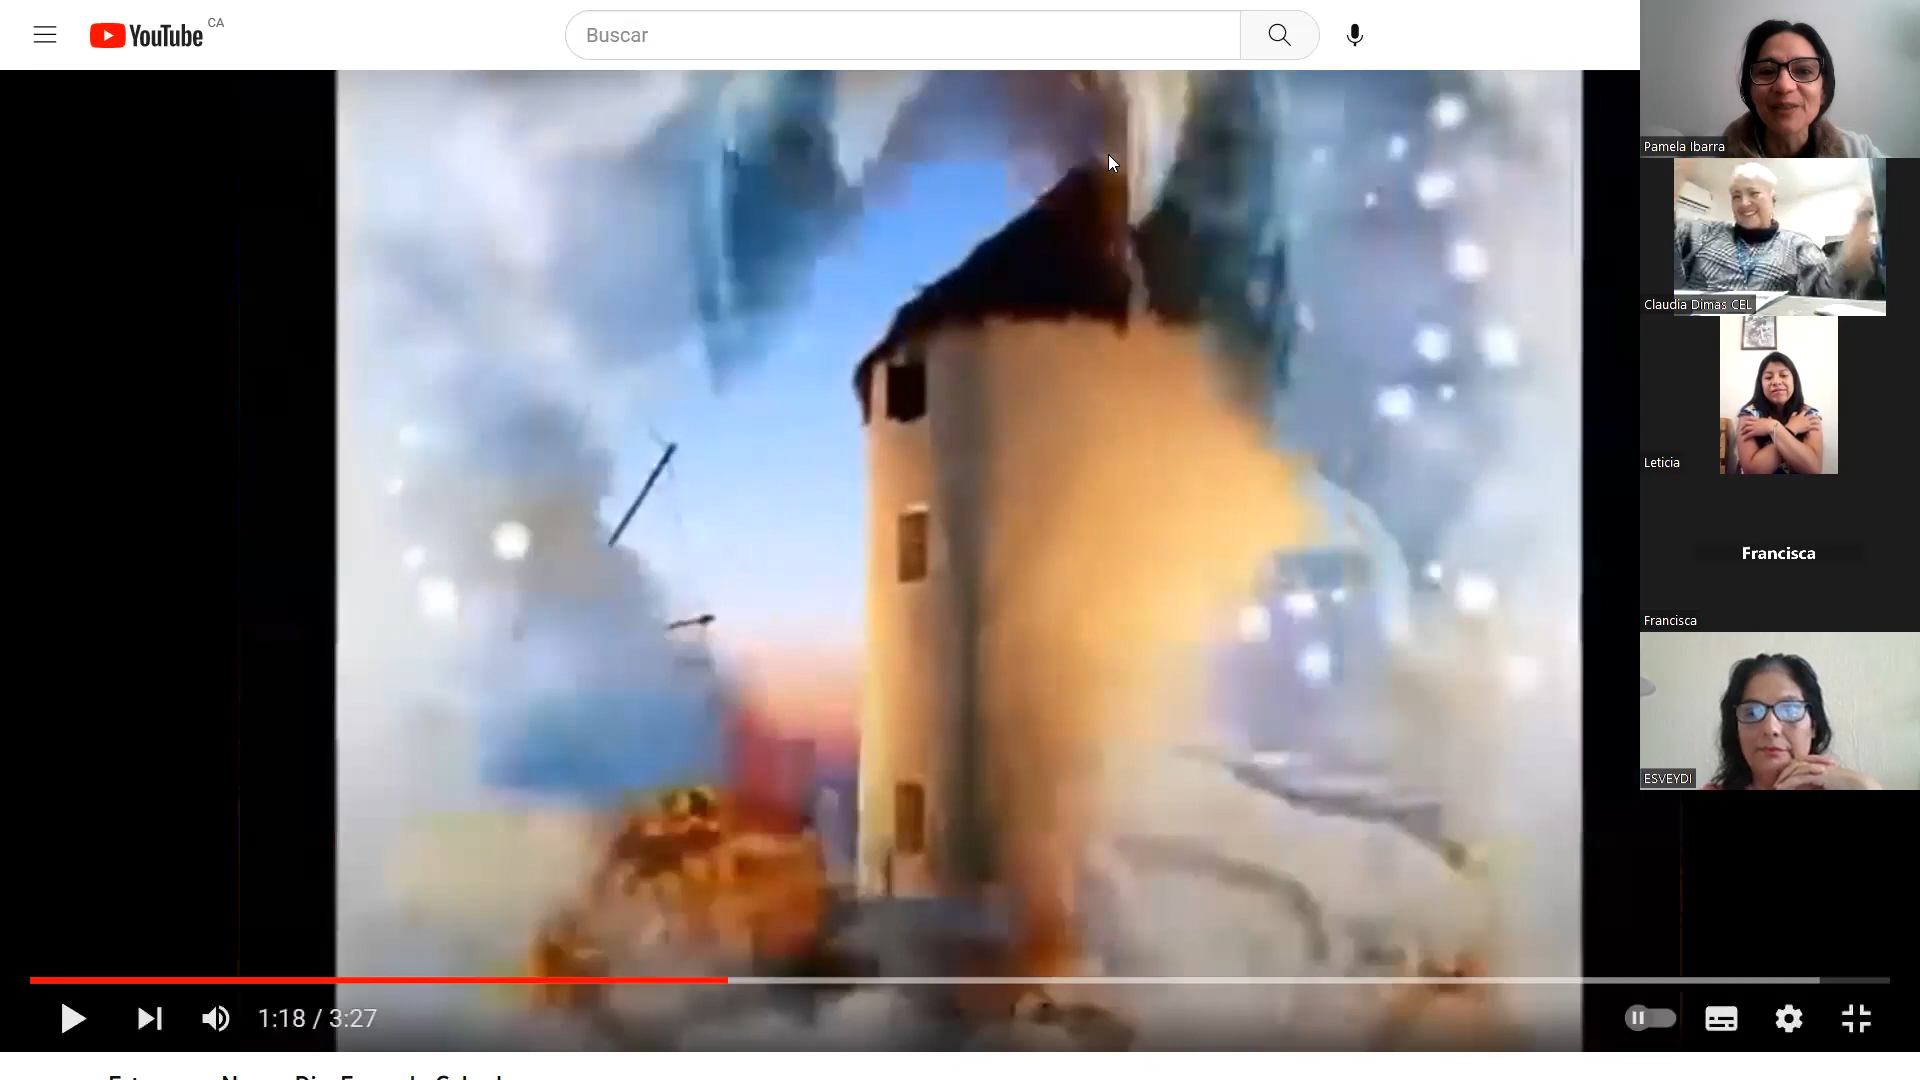 YouTube CA
Buscar
Pamela Ibarra
Claudia Dimas CEL
Leticia
Francisca
Francisca
ESVEYDI
1:18 / 3:27